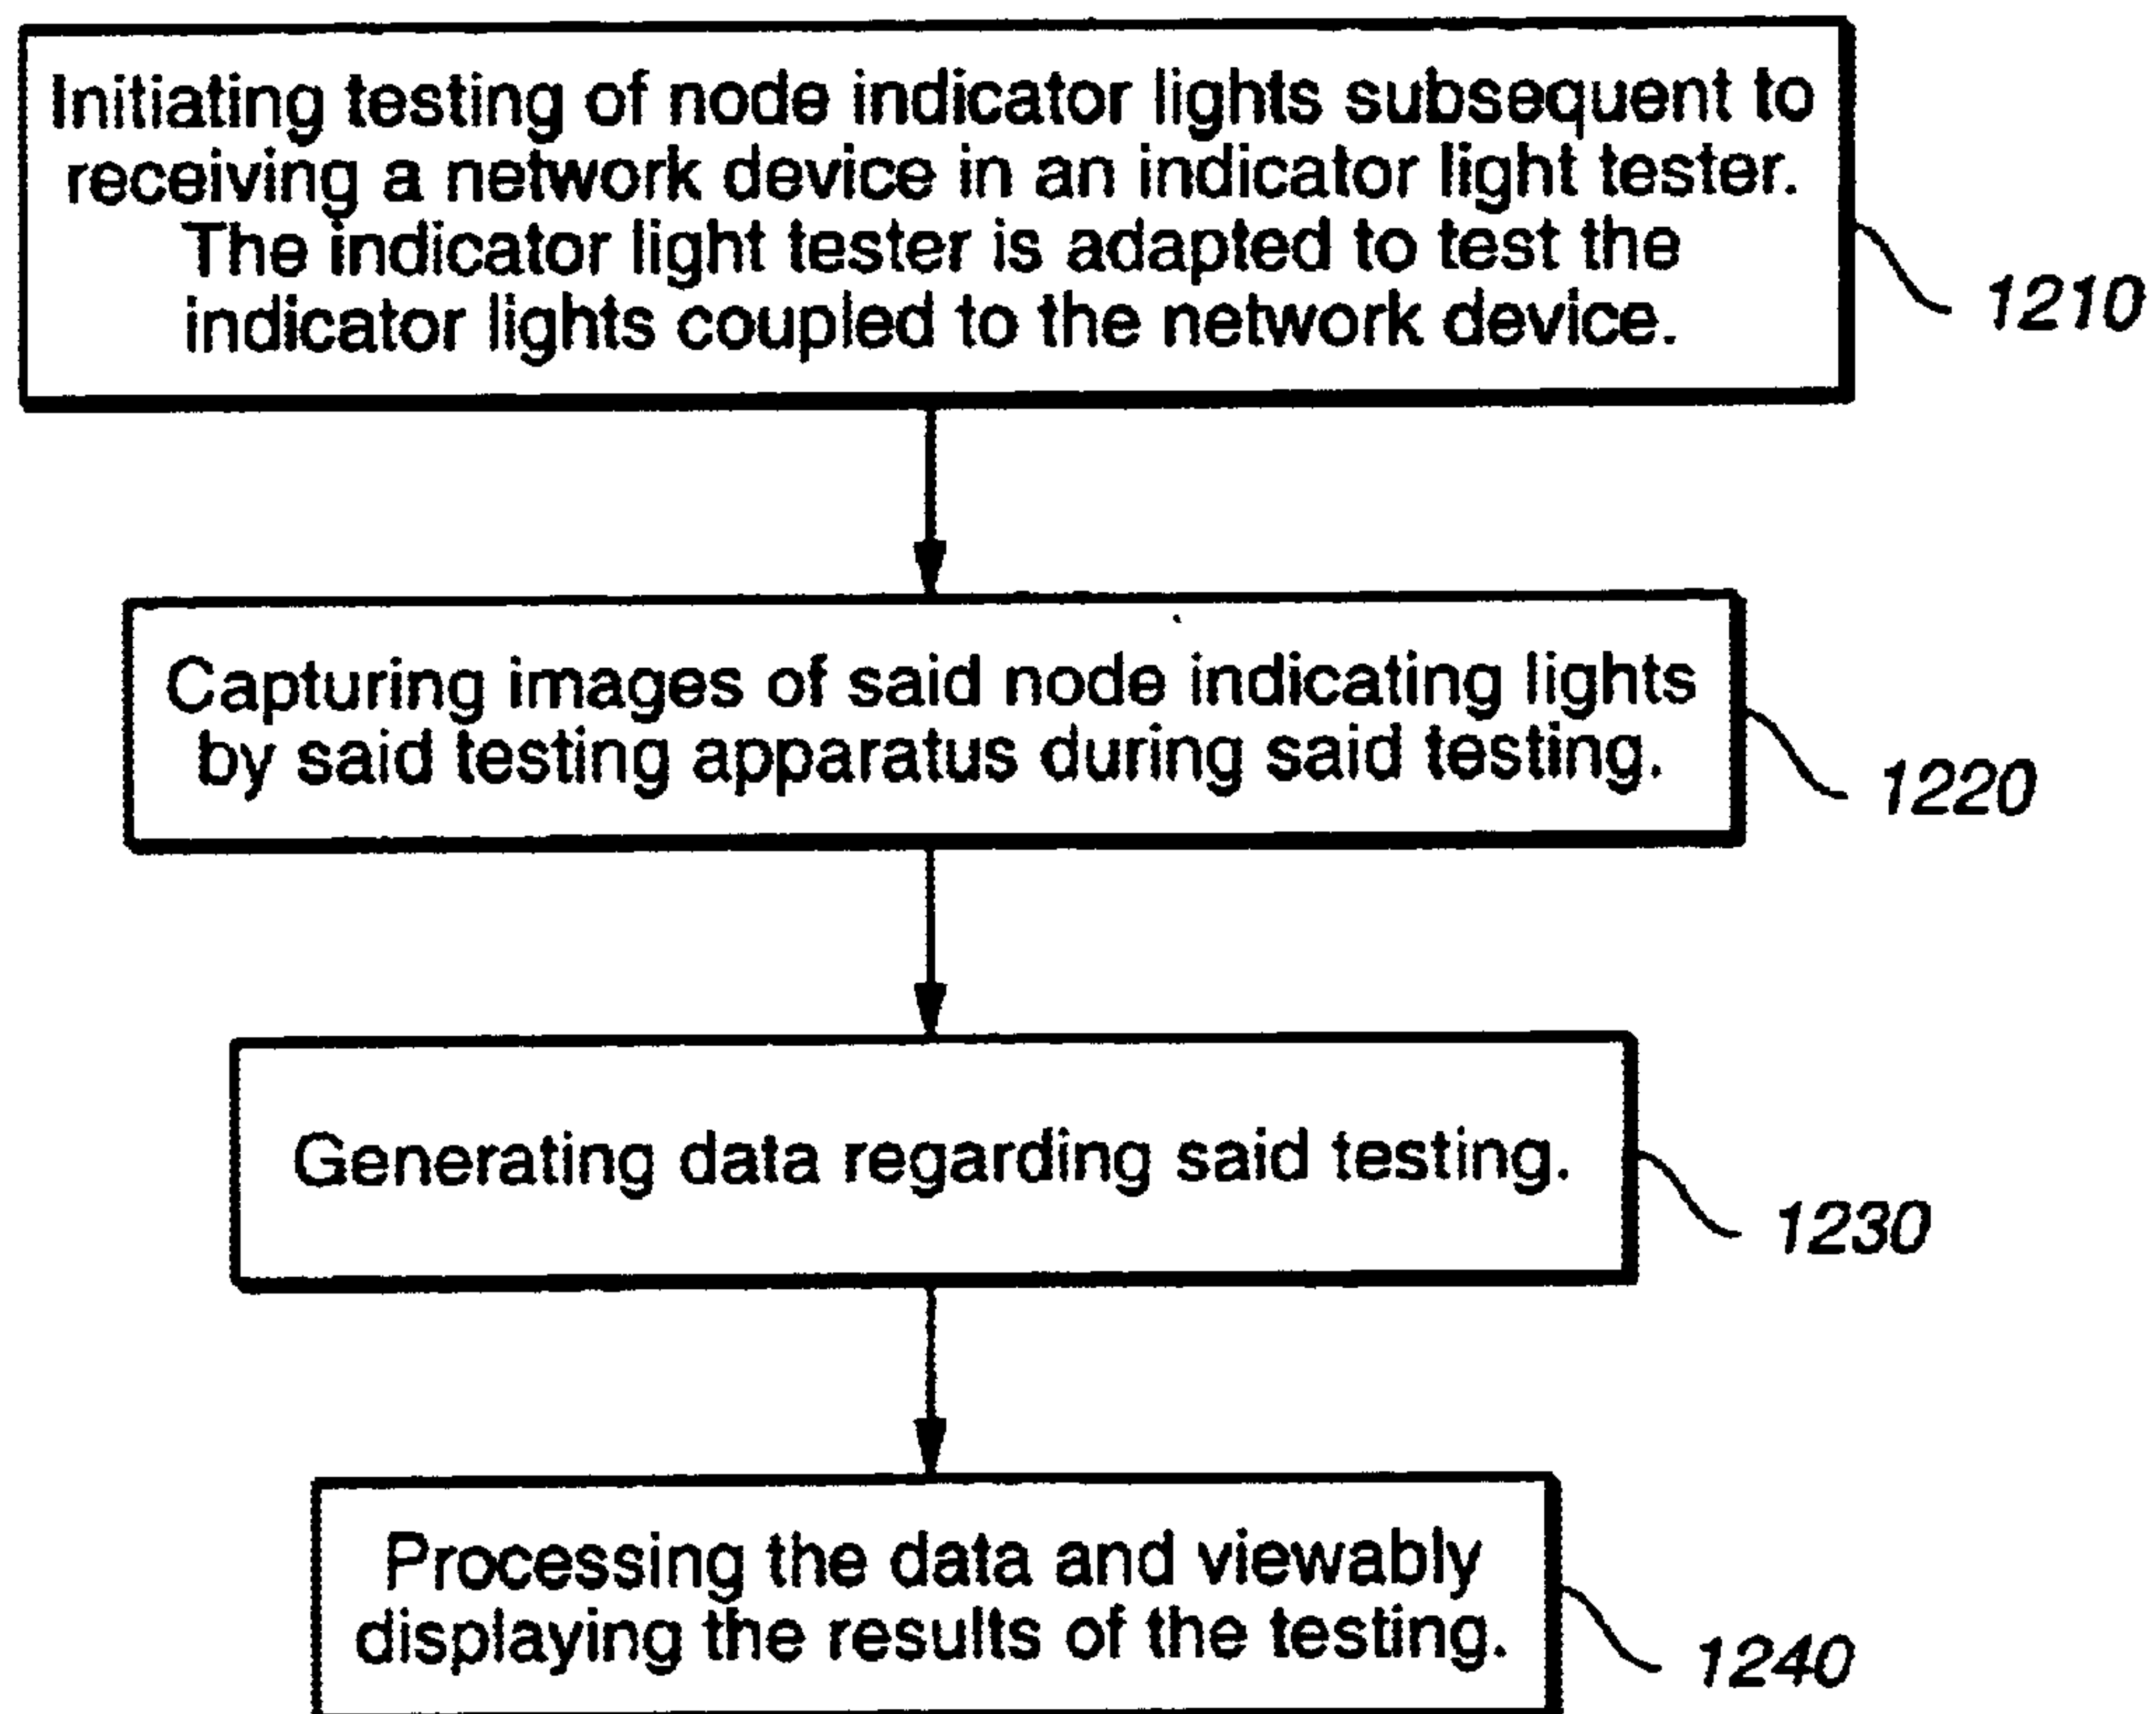 Initiating testing of node indicator lights subsequent to
receiving a network device in an indicator light tester.
The indicator light tester is adapted to test the
indicator lights coupled to the network device.
1210
Capturing images of said node indicating lights
by said testing apparatus during said testing.
1220
Generating data regarding said testing.
1230
Processing the data and viewably
displaying the results of the testing.
1240